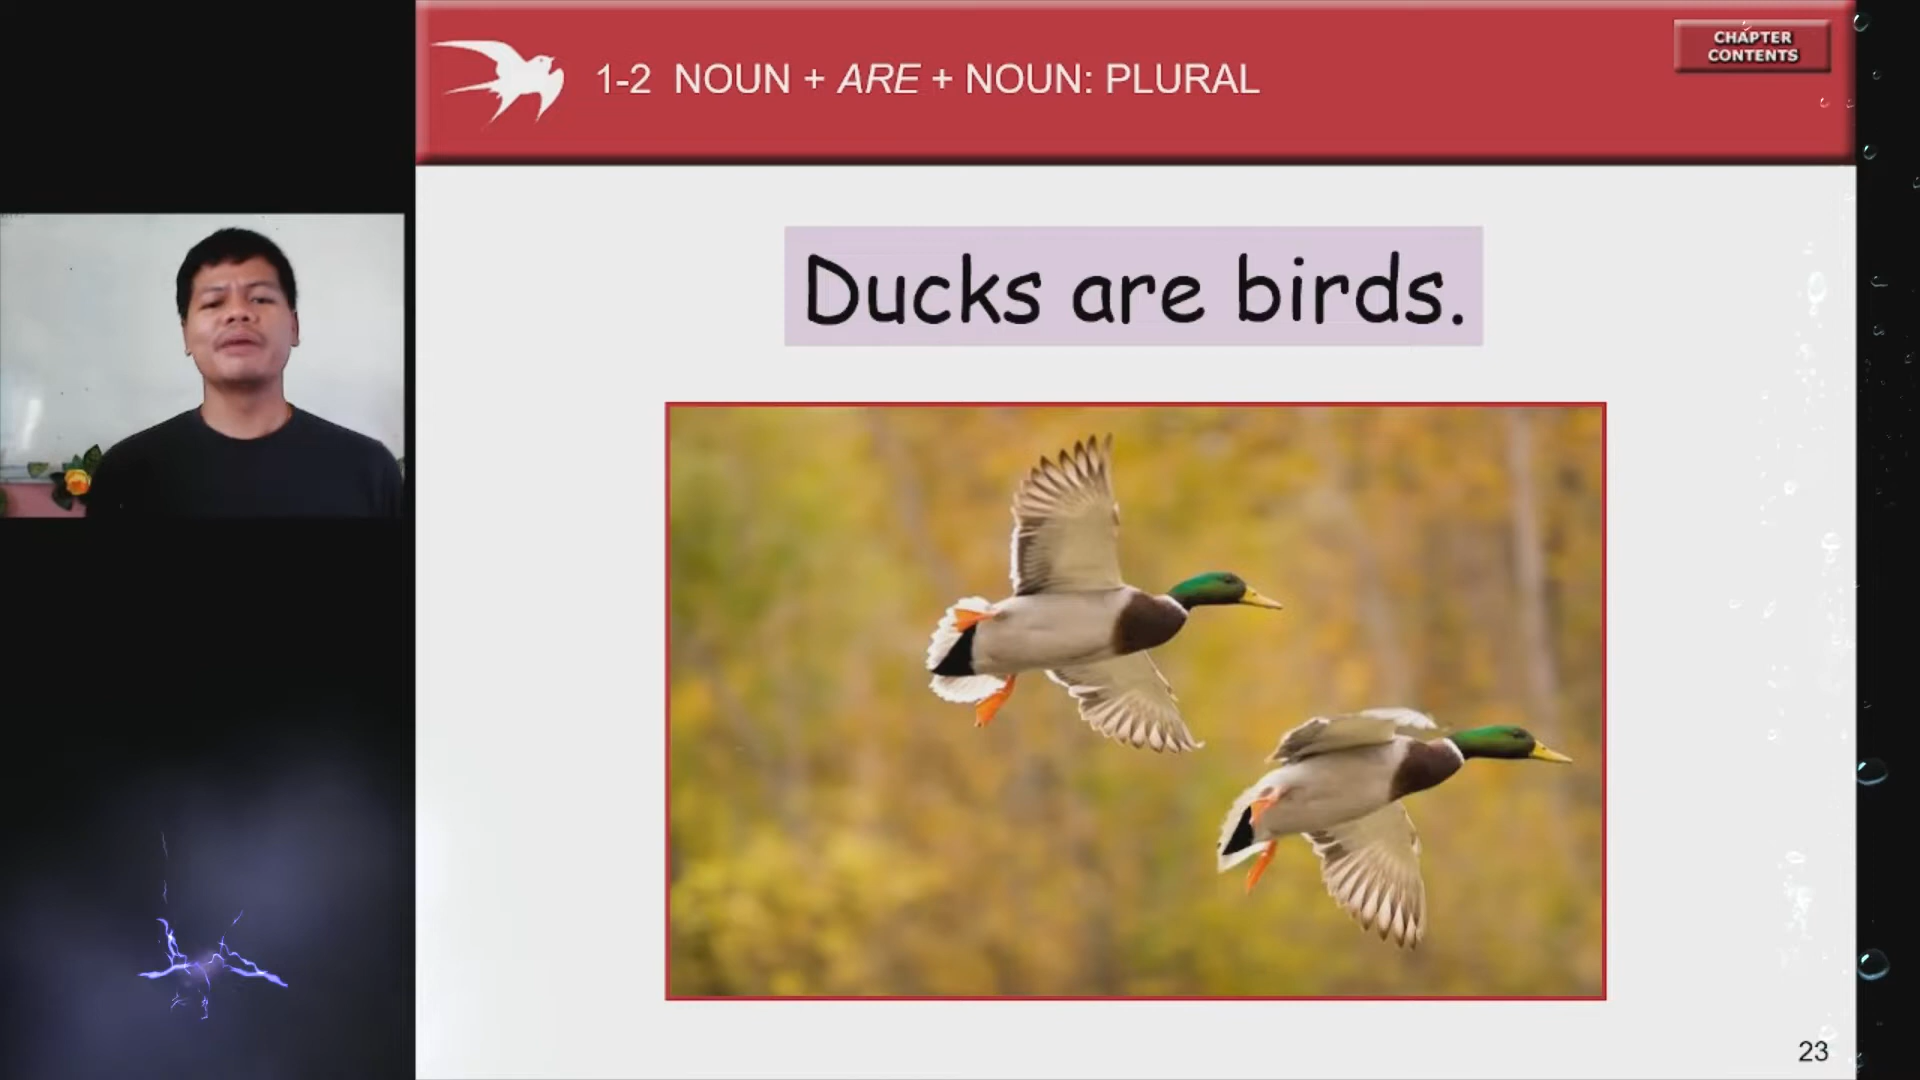 1-2 NOUN + ARE + NOUN: PLURAL
CHAPTER
CONTENTS
Ducks are birds.
23